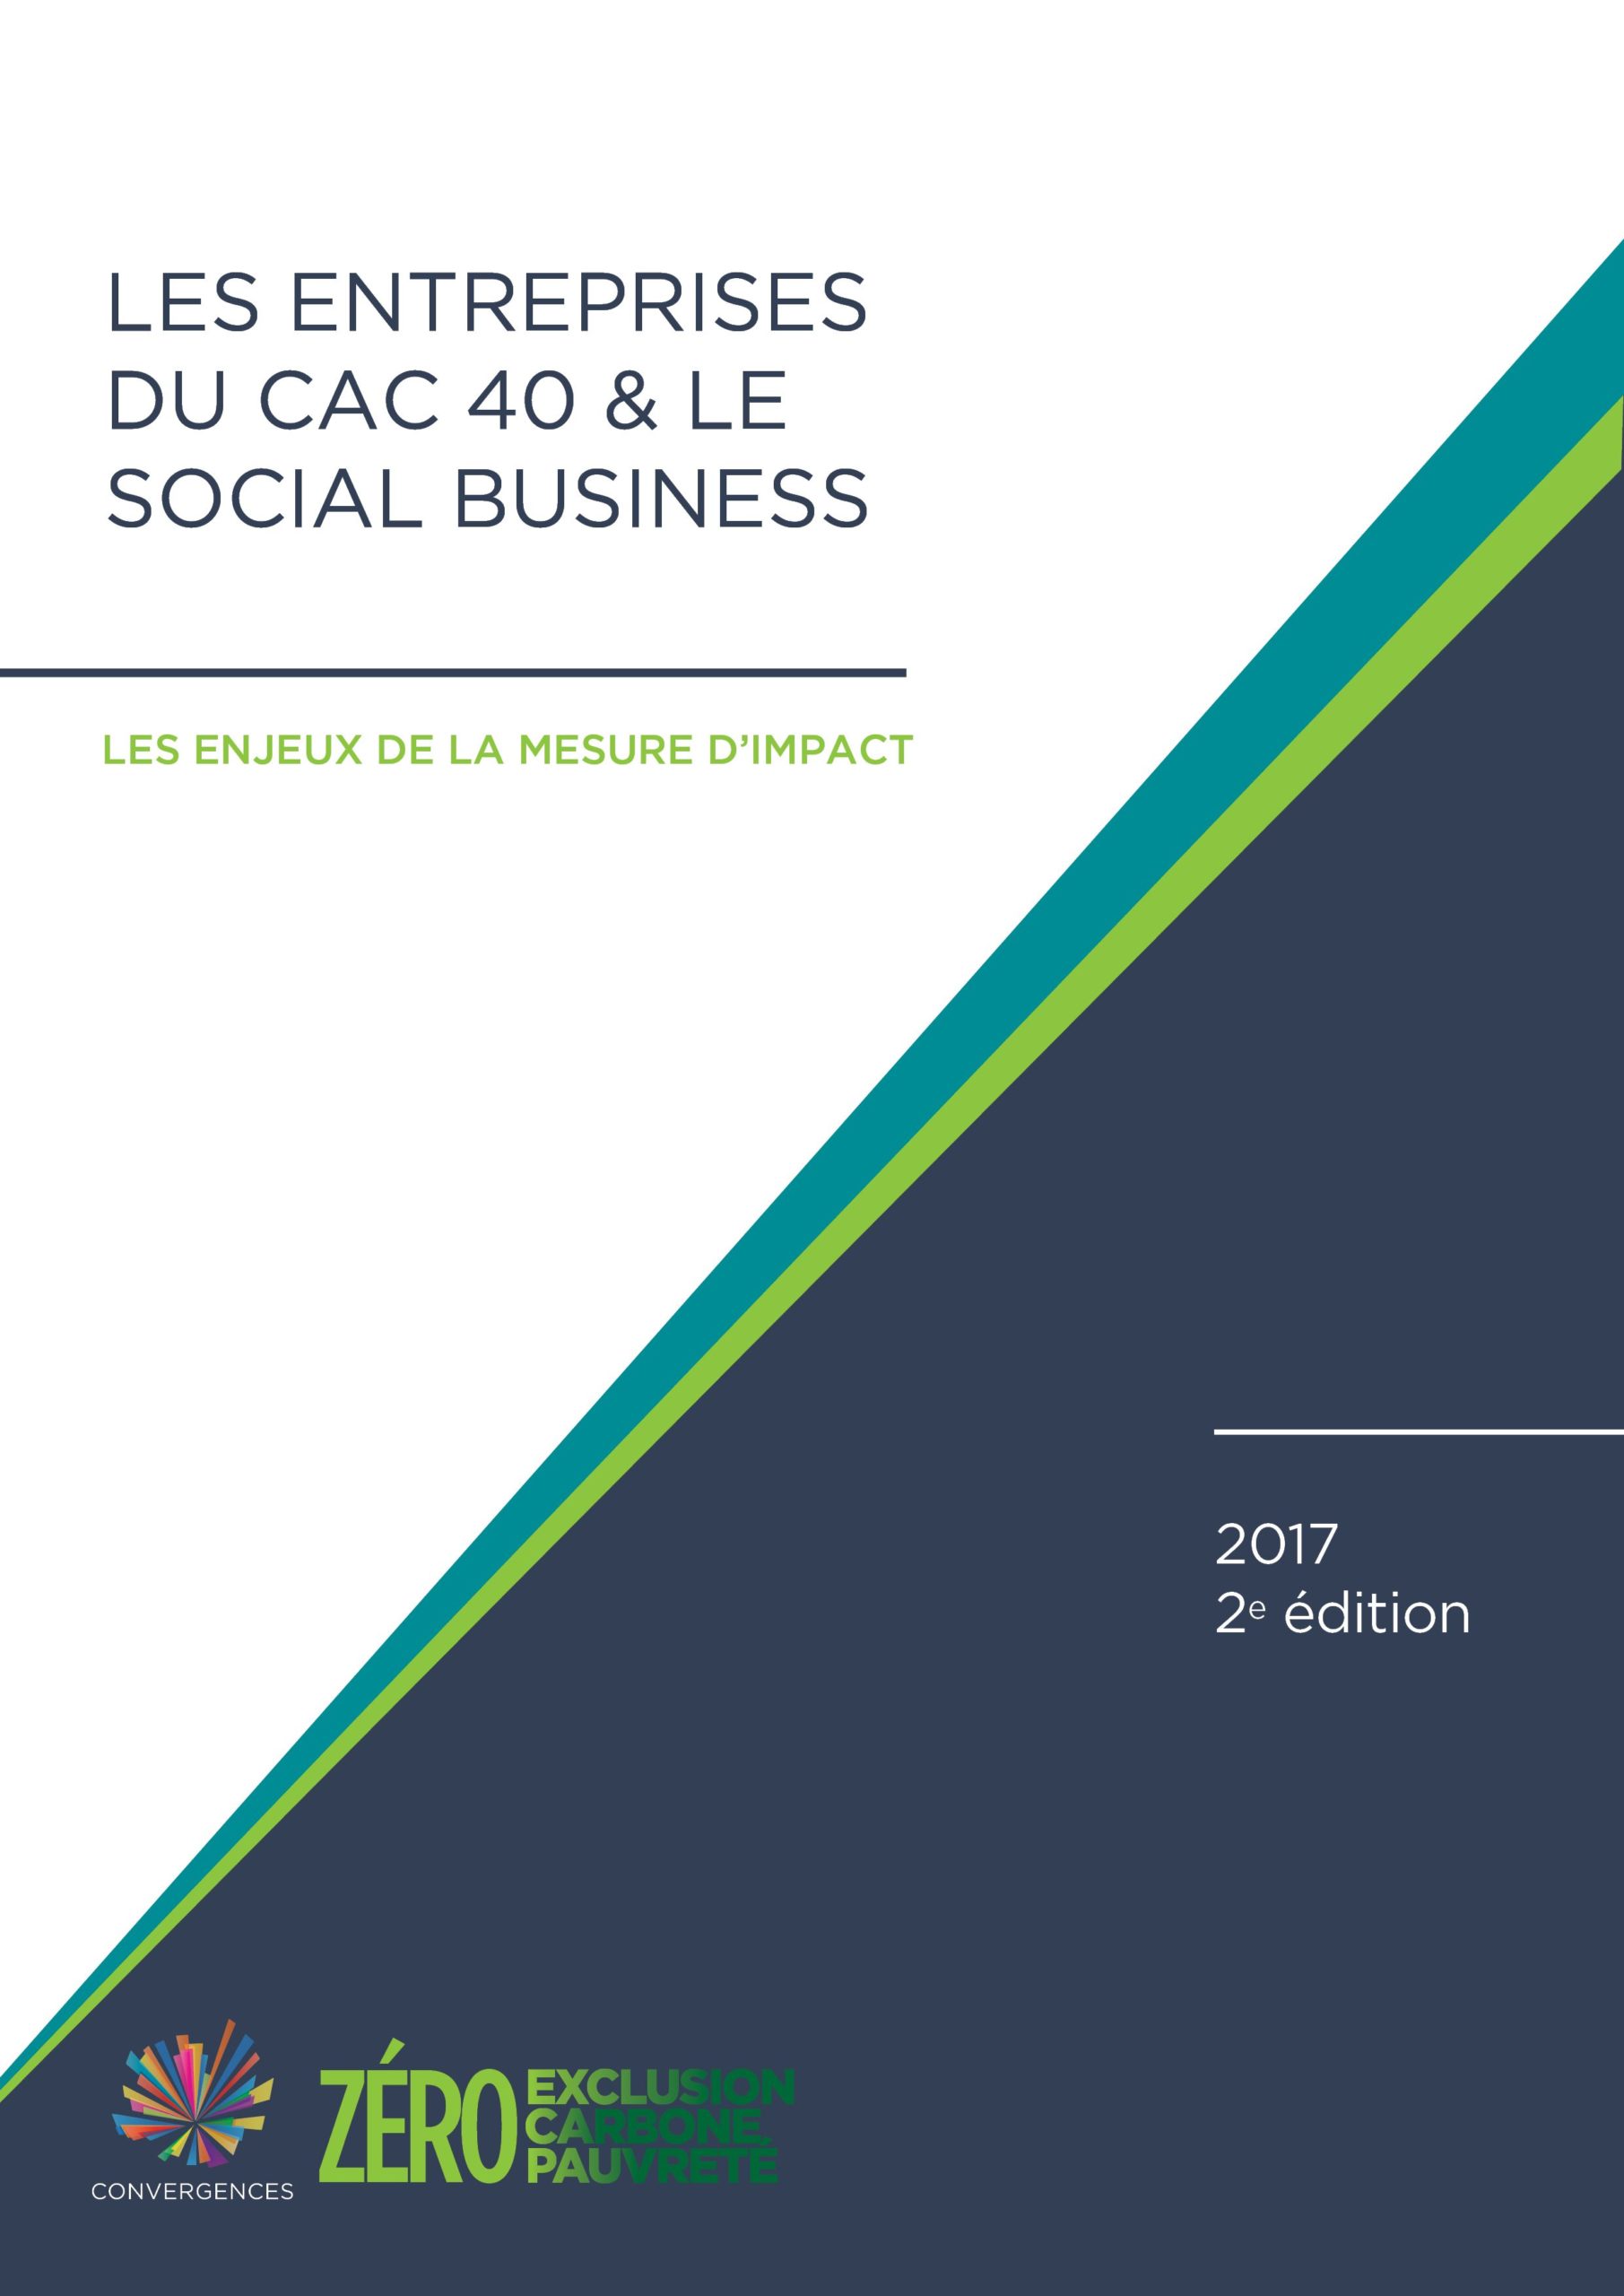 LES ENTREPRISES
DU CAC 40 & LE
SOCIAL BUSINESS
LES ENJEUX DE LA MESURE D'IMPACT
2017
2e édition
CONVERGENCES
ZÉRO
EXCLUSION
CARBONE,
PAUVRETÉ